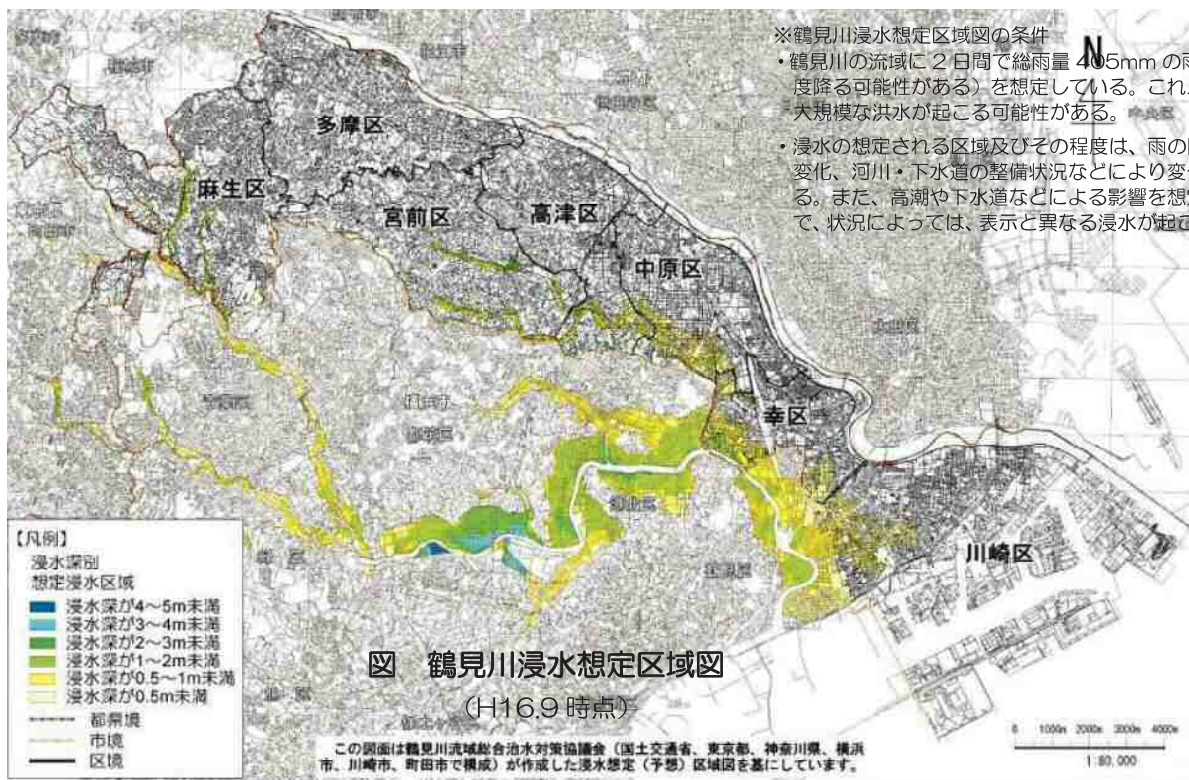 ※鶴見川浸水想定区域図の条件
・鶴見川の流域に2日間で総雨量405mmの雨
度降る可能性がある)を想定している。これ
大規模な洪水が起こる可能性がある。
・浸水の想定される区域及びその程度は、雨の
変化、河川・下水道の整備状況などにより変
る。また、高潮や下水道などによる影響を想
で、状況によっては、表示と異なる浸水が起こ
N
多摩区
麻生区
宮前区
高津区
中原区
幸区
川崎区
【凡例】
浸水深別
想定浸水区域
浸水深が4~5m未満
浸水深が3~4m未満
浸水深が2~3m未満
浸水深が1~2m未満
浸水深が0.5~1m未満
浸水深が0.5m未満
都県境
市境
区境
図 鶴見川浸水想定区域図
(H16.9時点)
この図面は鶴見川流域総合治水対策協議会(国土交通省、東京都、神奈川県、横浜
市、川崎市、町田市で構成)が作成した浸水想定(予想)区域図を基にしています。
0 1000m 2000m 3000m 4000m
1:80,000